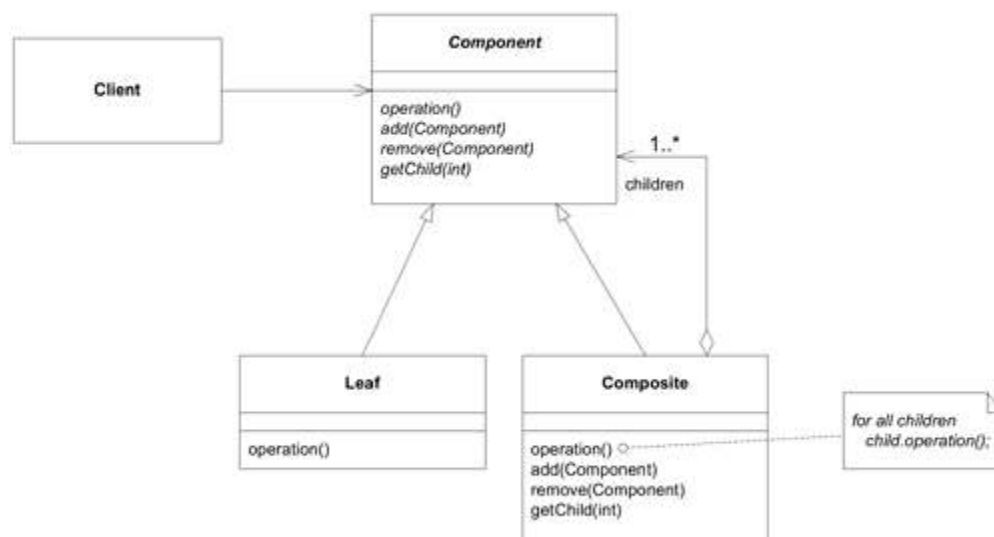 Component
Client
operation()
add(Component)
remove(Component)
getChild(int)
1..*
children
Leaf
operation()
Composite
operation()
add(Component)
remove(Component)
getChild(int)
for all children
child.operation();